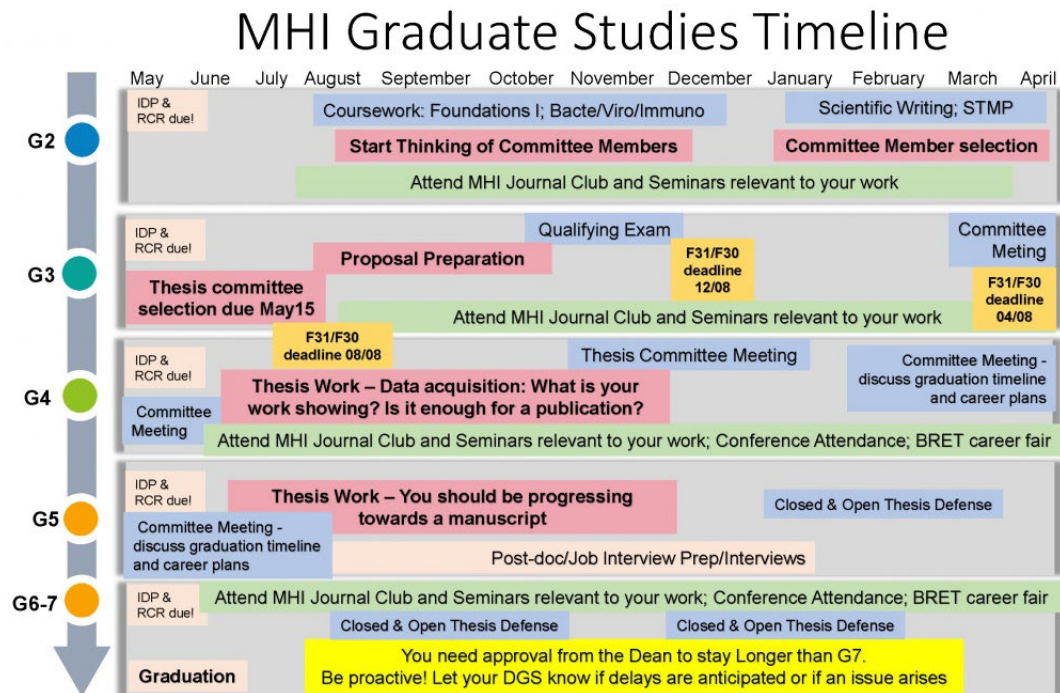 MHI Graduate Studies Timeline
May June July August September October November December January February March April
G2
IDP &
RCR due!
Coursework: Foundations I; Bacte/Viro/Immuno
Scientific Writing; STMP
Start Thinking of Committee Members
Committee Member selection
Attend MHI Journal Club and Seminars relevant to your work
G3
IDP &
RCR due!
Qualifying Exam
Committee
Meting
Proposal Preparation
F31/F30
deadline
12/08
Thesis committee
selection due May15
F31/F30
deadline
04/08
Attend MHI Journal Club and Seminars relevant to your work
F31/F30
deadline 08/08
G4
IDP &
RCR due!
Thesis Committee Meeting
Committee Meeting -
discuss graduation timeline
and career plans
Thesis Work – Data acquisition: What is your
work showing? Is it enough for a publication?
Committee
Meeting
Attend MHI Journal Club and Seminars relevant to your work; Conference Attendance; BRET career fair
G5
IDP &
RCR due!
Thesis Work – You should be progressing
towards a manuscript
Closed & Open Thesis Defense
Committee Meeting -
discuss graduation timeline
and career plans
Post-doc/Job Interview Prep/Interviews
G6-7
IDP &
RCR due!
Attend MHI Journal Club and Seminars relevant to your work; Conference Attendance; BRET career fair
Closed & Open Thesis Defense
Closed & Open Thesis Defense
Graduation
You need approval from the Dean to stay Longer than G7.
Be proactive! Let your DGS know if delays are anticipated or if an issue arises